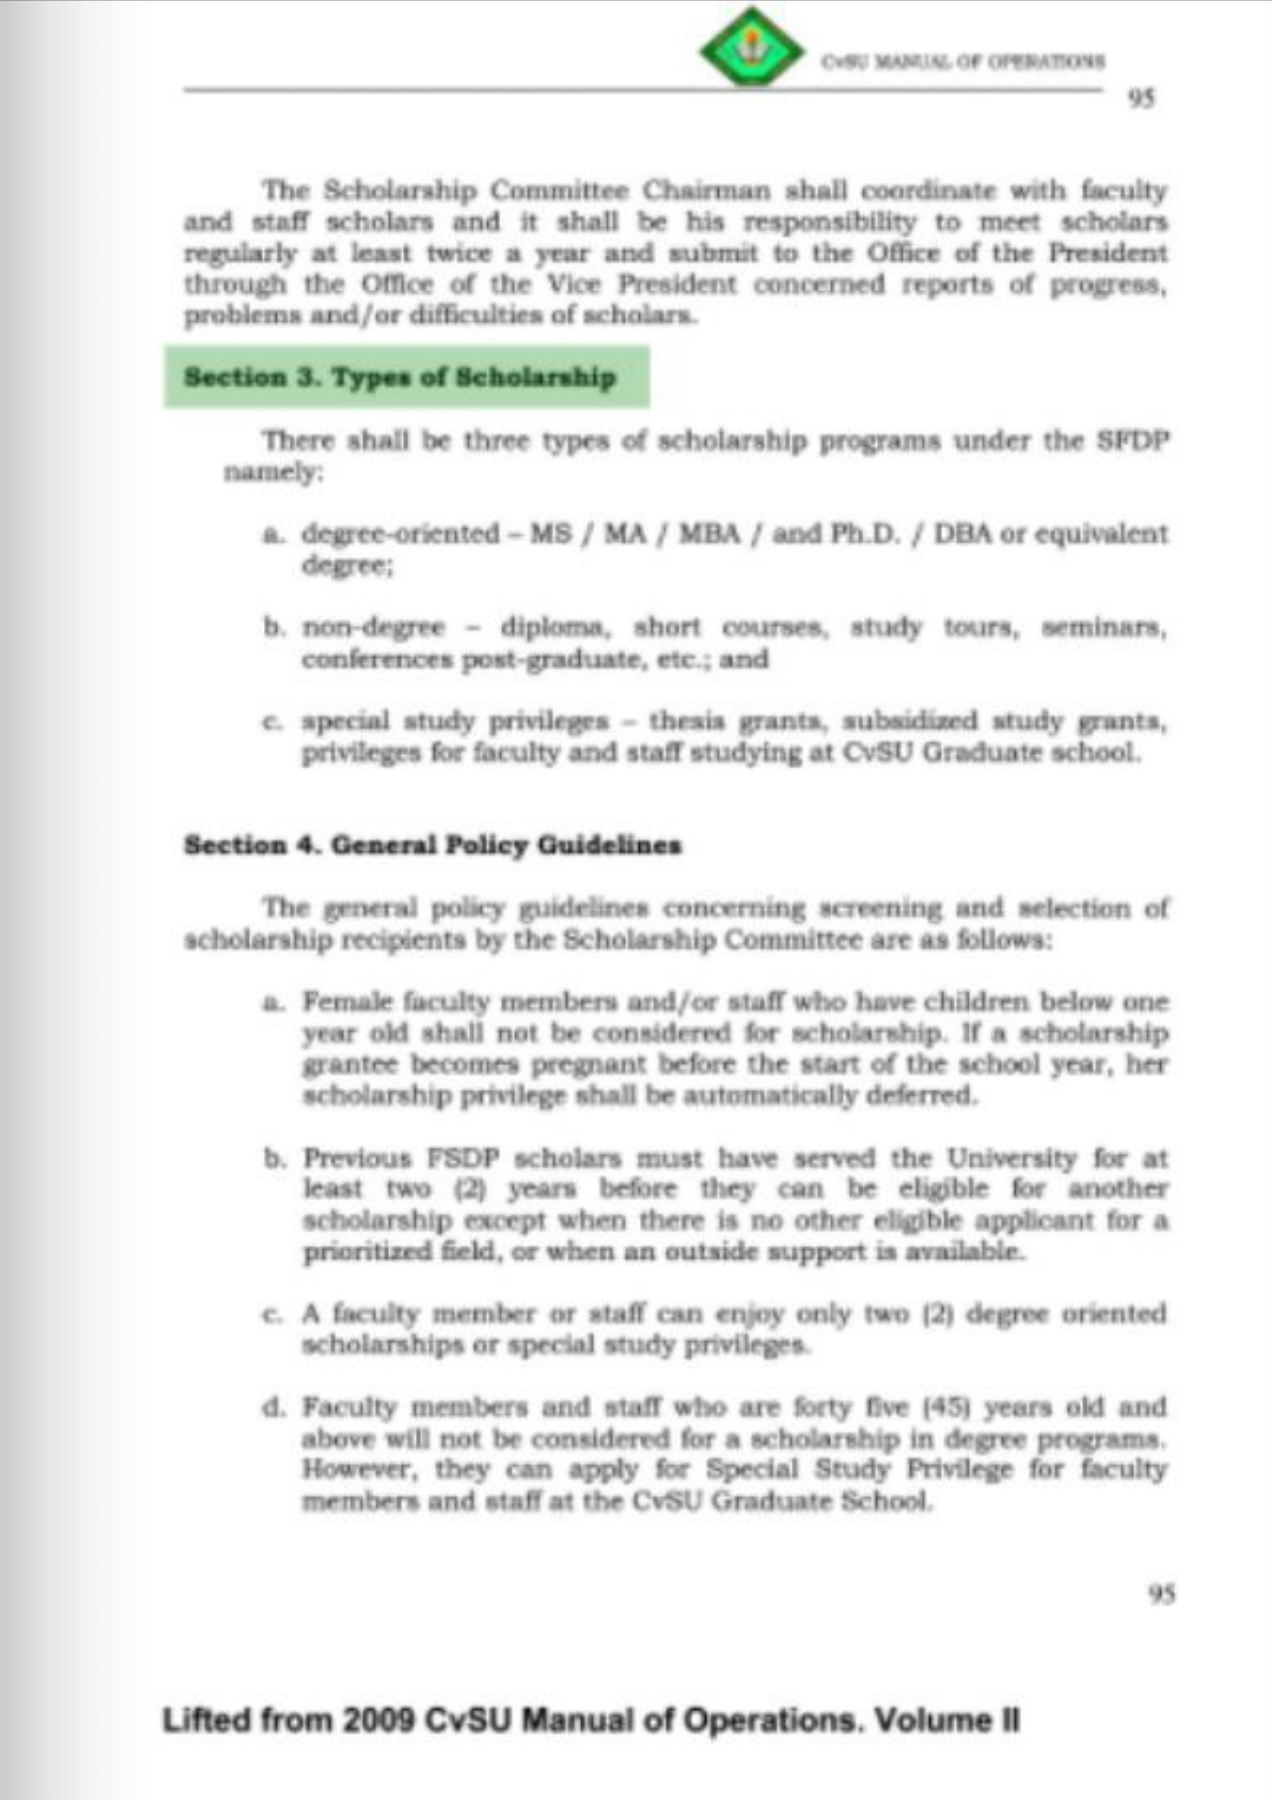 CvSU MANUAL OF OPERATIONS
95
The Scholarship Committee Chairman shall coordinate with faculty
and staff scholars and it shall be his responsibility to meet scholars
regularly at least twice a year and submit to the Office of the President
through the Office of the Vice President concerned reports of progress,
problems and/or difficulties of scholars.
Section 3. Types of Scholarship
There shall be three types of scholarship programs under the SFDP
namely:
a. degree-oriented – MS / MA / MBA / and Ph.D. / DBA or equivalent
degree;
b. non-degree – diploma, short courses, study tours, seminars,
conferences post-graduate, etc.; and
c. special study privileges – thesis grants, subsidized study grants,
privileges for faculty and staff studying at CvSU Graduate school.
Section 4. General Policy Guidelines
The general policy guidelines concerning screening and selection of
scholarship recipients by the Scholarship Committee are as follows:
a. Female faculty members and/or staff who have children below one
year old shall not be considered for scholarship. If a scholarship
grantee becomes pregnant before the start of the school year, her
scholarship privilege shall be automatically deferred.
b. Previous FSDP scholars must have served the University for at
least two (2) years before they can be eligible for another
scholarship except when there is no other eligible applicant for a
prioritized field, or when an outside support is available.
c. A faculty member or staff can enjoy only two (2) degree oriented
scholarships or special study privileges.
d. Faculty members and staff who are forty five (45) years old and
above will not be considered for a scholarship in degree programs.
However, they can apply for Special Study Privilege for faculty
members and staff at the CvSU Graduate School.
95
Lifted from 2009 CvSU Manual of Operations. Volume II